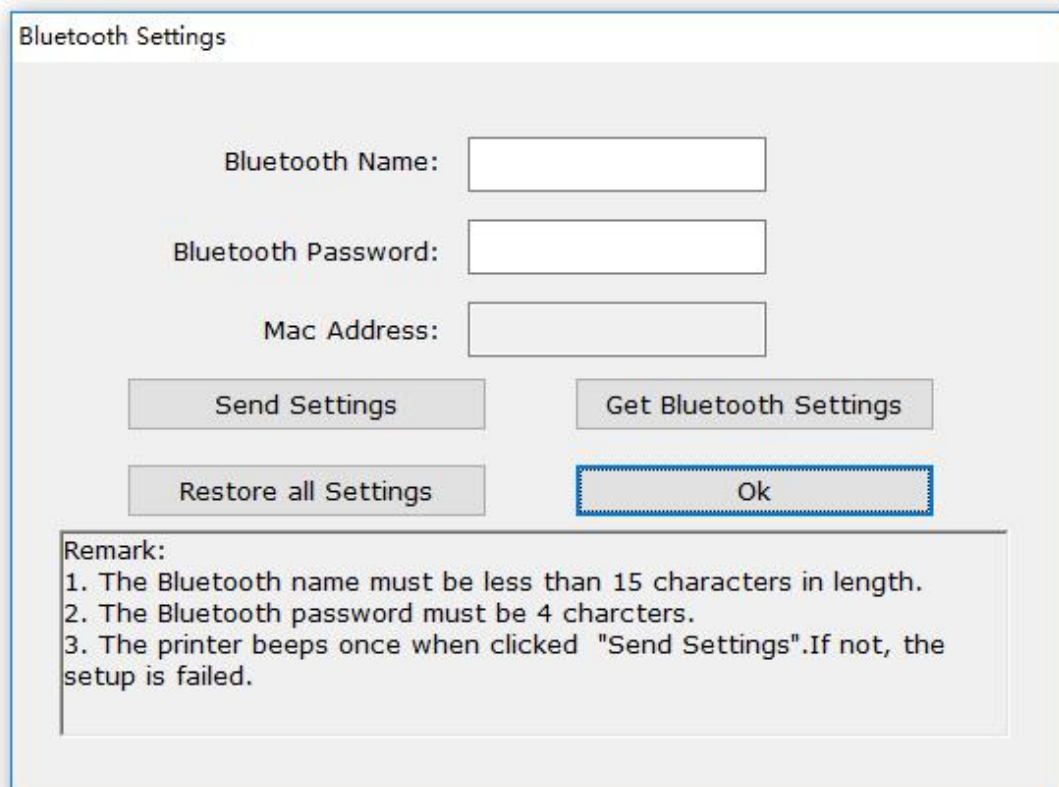 Bluetooth Settings
Bluetooth Name:
Bluetooth Password:
Mac Address:
Send Settings
Get Bluetooth Settings
Restore all Settings
Ok
Remark:
1. The Bluetooth name must be less than 15 characters in length.
2. The Bluetooth password must be 4 charcters.
3. The printer beeps once when clicked  "Send Settings".If not, the
setup is failed.